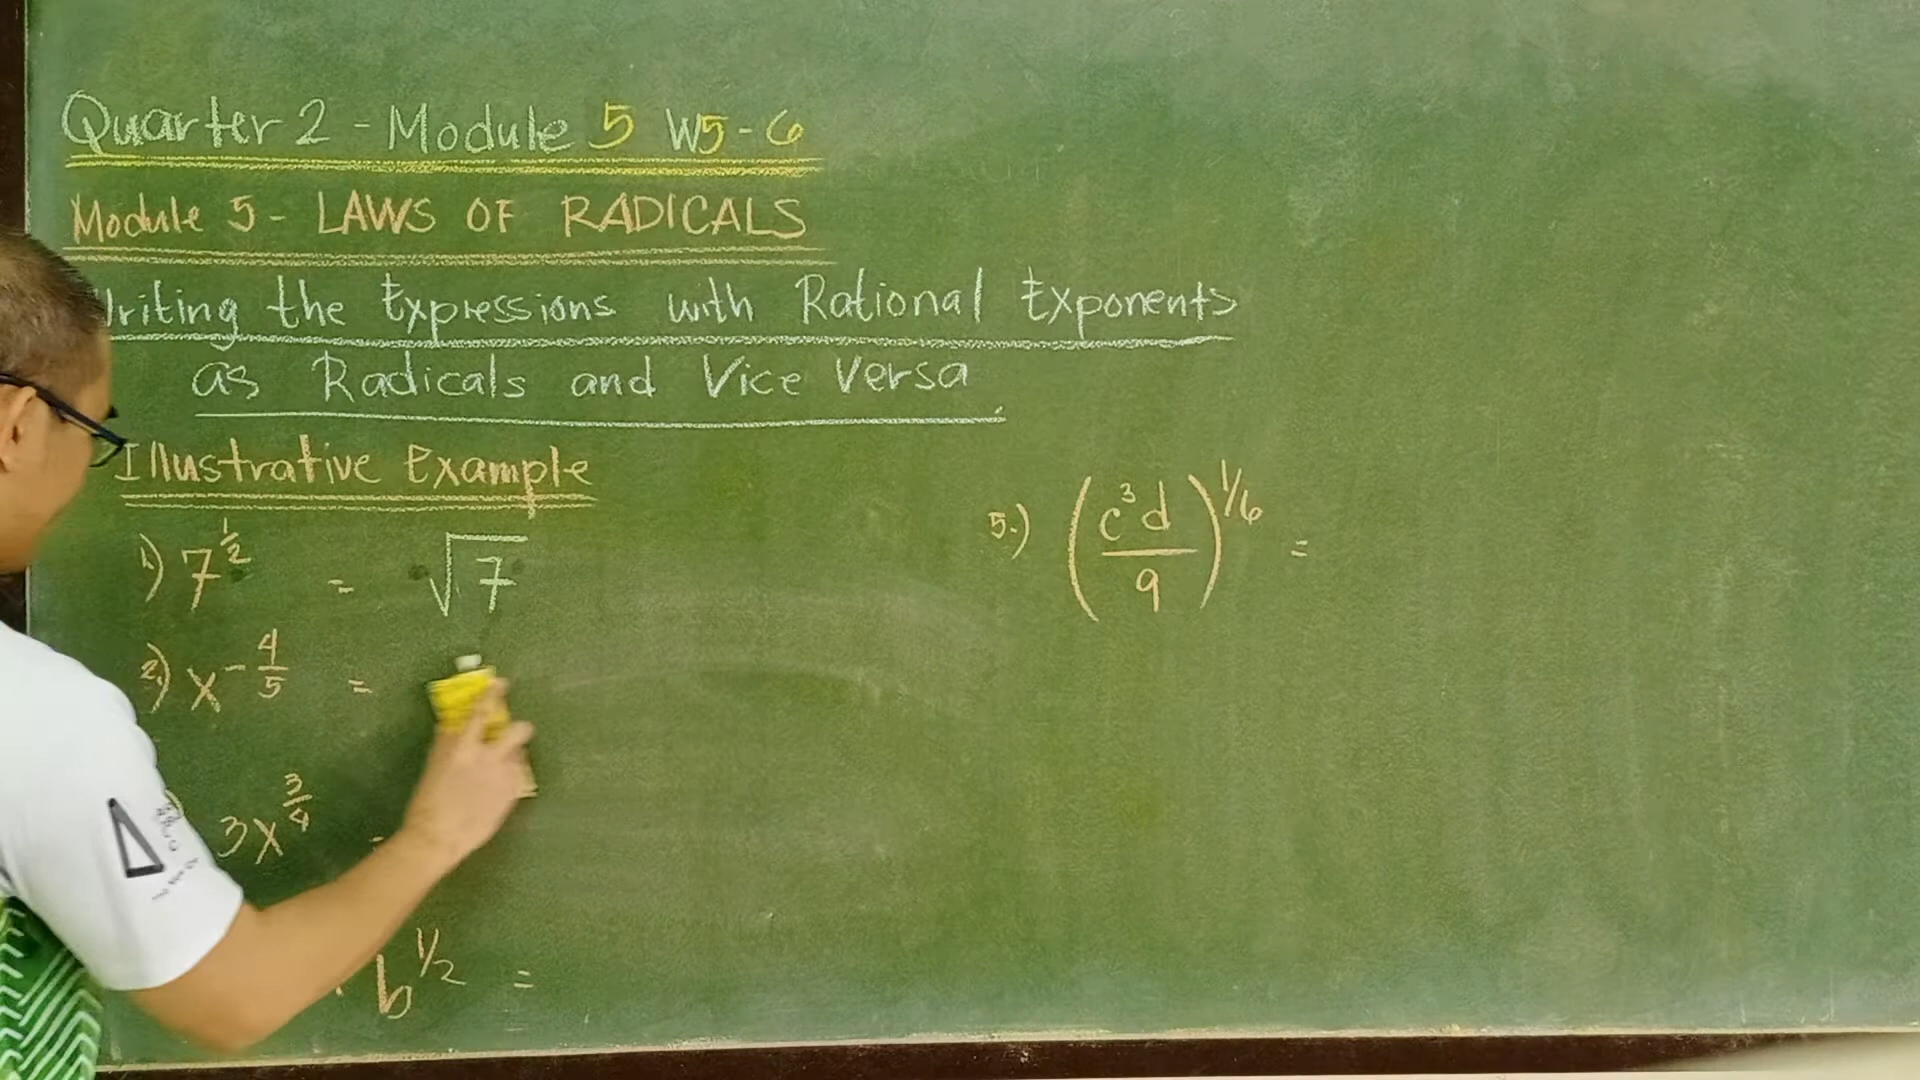 Quarter 2 - Module 5 W5-6
Module 5 - LAWS OF RADICALS
riting the Expressions with Rational Exponents
as Radicals and Vice Versa
Illustrative Example
1) 7^1/2 = √7
2.) x^-4/5 =
3x^3/4 -
· b^1/2 =
5.) (c³d/9)^1/6 =